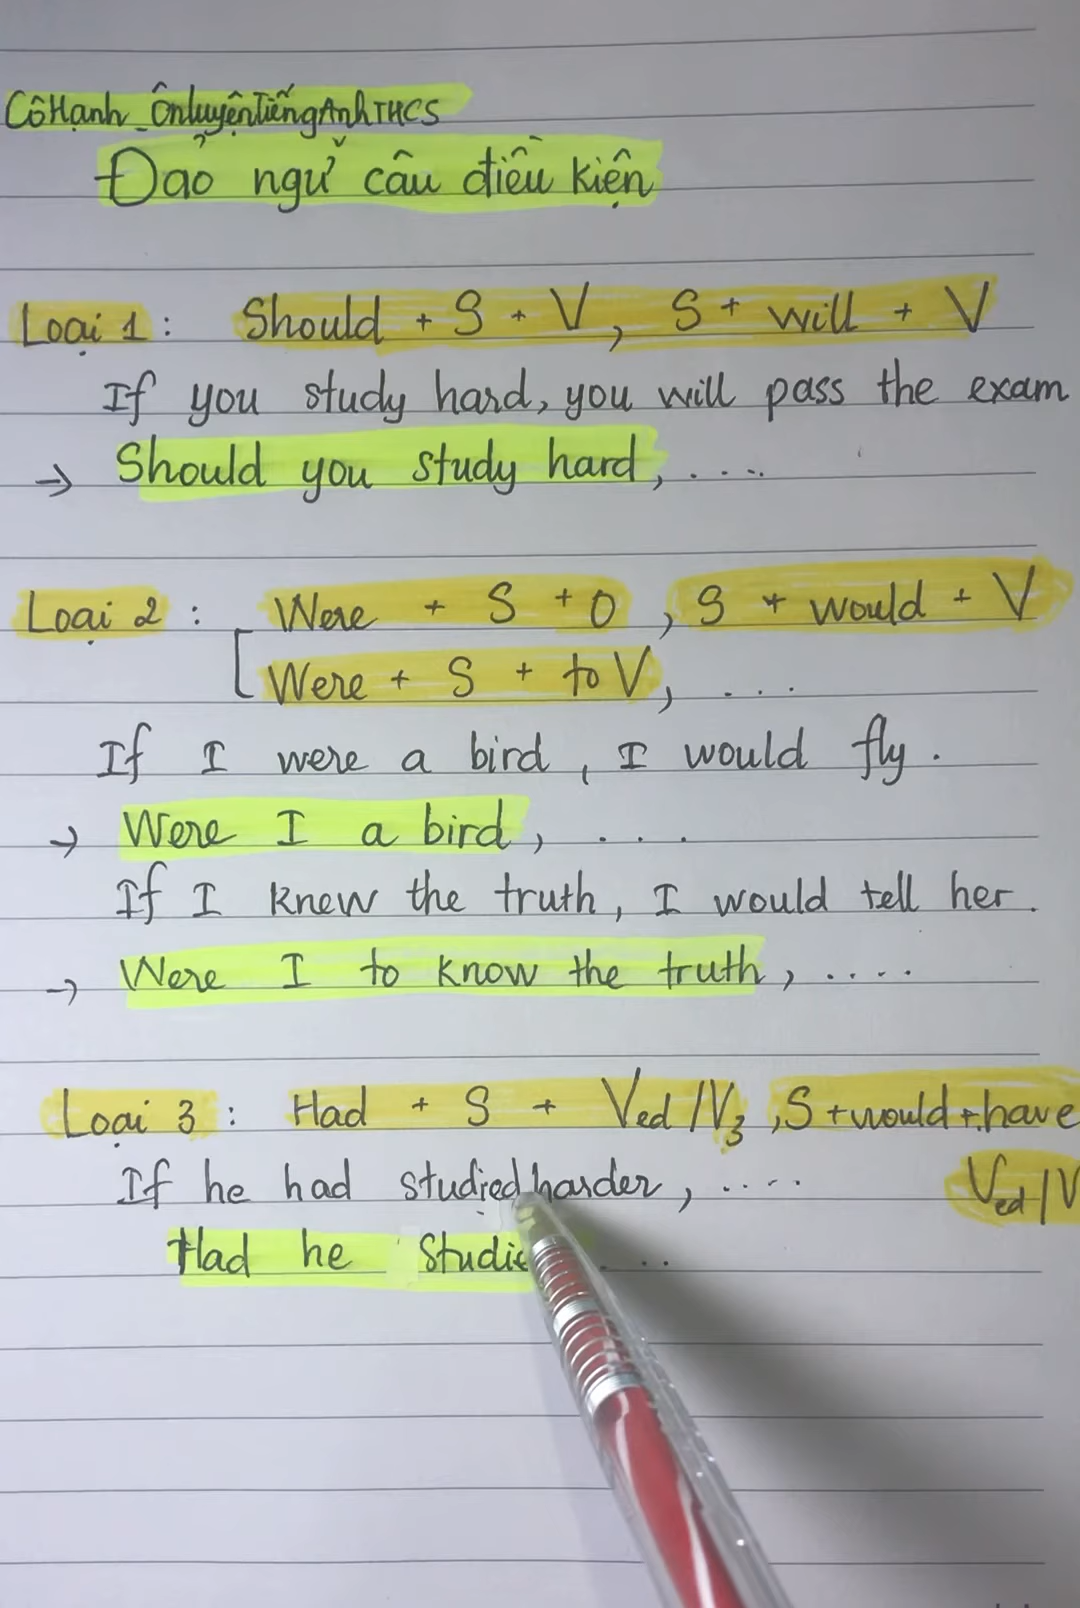 CôHạnh_ÔnluyệnTiếngAnhTHCS
Đảo ngữ câu điều kiện
Loại 1 : Should + S + V, S + will + V
If you study hard, you will pass the exam
→ Should you study hard, .....
Loại 2 : Were + S + O , S + would + V
Were + S + to V, ....
If I were a bird, I would fly.
→ Were I a bird, ....
If I knew the truth, I would tell her.
→ Were I to know the truth, ....
Loại 3 : Had + S + Ved/V3 ,S+would+have
If he had studied harder, ..... Ved/V
Had he ...